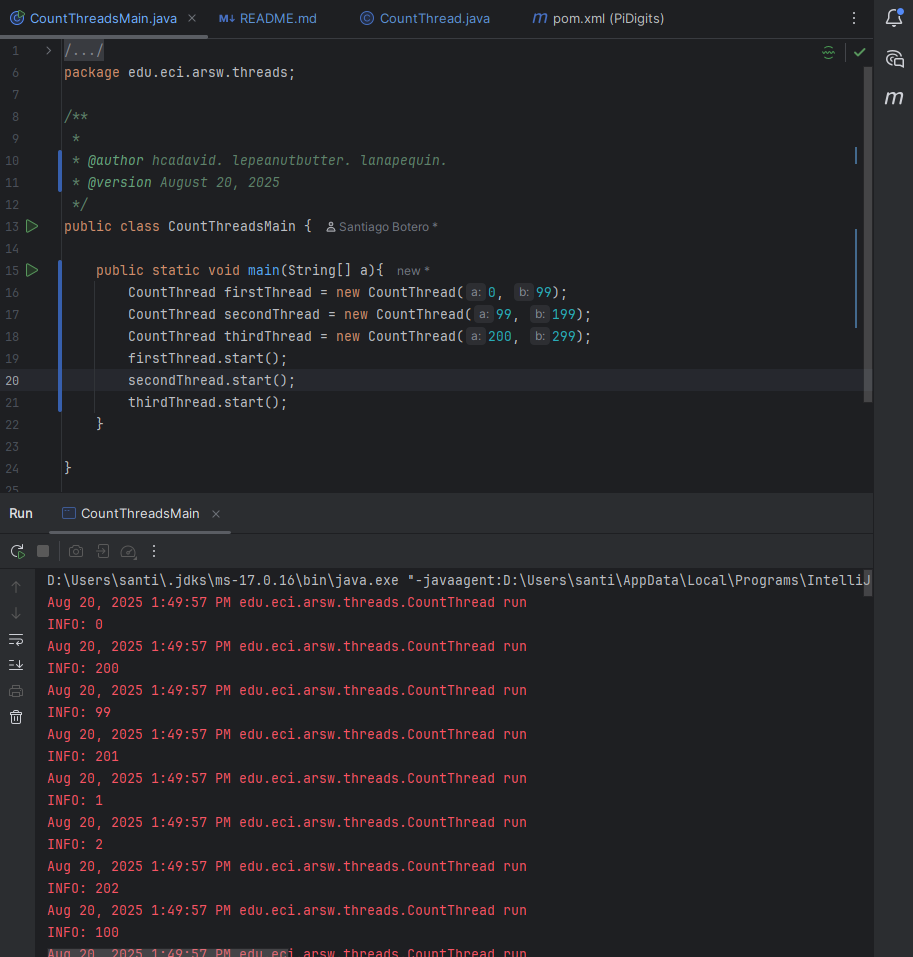 CountThreadsMain.java × M↓ README.md © CountThread.java m pom.xml (PiDigits)
1 > /.../
6 package edu.eci.arsw.threads;
7
8 /**
9 *
10 * @author hcadavid. lepeanutbutter. lanapequin.
11 * @version August 20, 2025
12 */
13 public class CountThreadsMain { Santiago Botero *
14
15 public static void main(String[] a){ new *
16 CountThread firstThread = new CountThread( a: 0, b: 99);
17 CountThread secondThread = new CountThread( a: 99, b: 199);
18 CountThread thirdThread = new CountThread( a: 200, b: 299);
19 firstThread.start();
20 secondThread.start();
21 thirdThread.start();
22 }
23
24 }
25
Run CountThreadsMain ×
D:\Users\santi\.jdks\ms-17.0.16\bin\java.exe "-javaagent:D:\Users\santi\AppData\Local\Programs\IntelliJ
Aug 20, 2025 1:49:57 PM edu.eci.arsw.threads.CountThread run
INFO: 0
Aug 20, 2025 1:49:57 PM edu.eci.arsw.threads.CountThread run
INFO: 200
Aug 20, 2025 1:49:57 PM edu.eci.arsw.threads.CountThread run
INFO: 99
Aug 20, 2025 1:49:57 PM edu.eci.arsw.threads.CountThread run
INFO: 201
Aug 20, 2025 1:49:57 PM edu.eci.arsw.threads.CountThread run
INFO: 1
Aug 20, 2025 1:49:57 PM edu.eci.arsw.threads.CountThread run
INFO: 2
Aug 20, 2025 1:49:57 PM edu.eci.arsw.threads.CountThread run
INFO: 202
Aug 20, 2025 1:49:57 PM edu.eci.arsw.threads.CountThread run
INFO: 100
Aug 20, 2025 1:49:57 PM edu.eci.arsw.threads.CountThread run